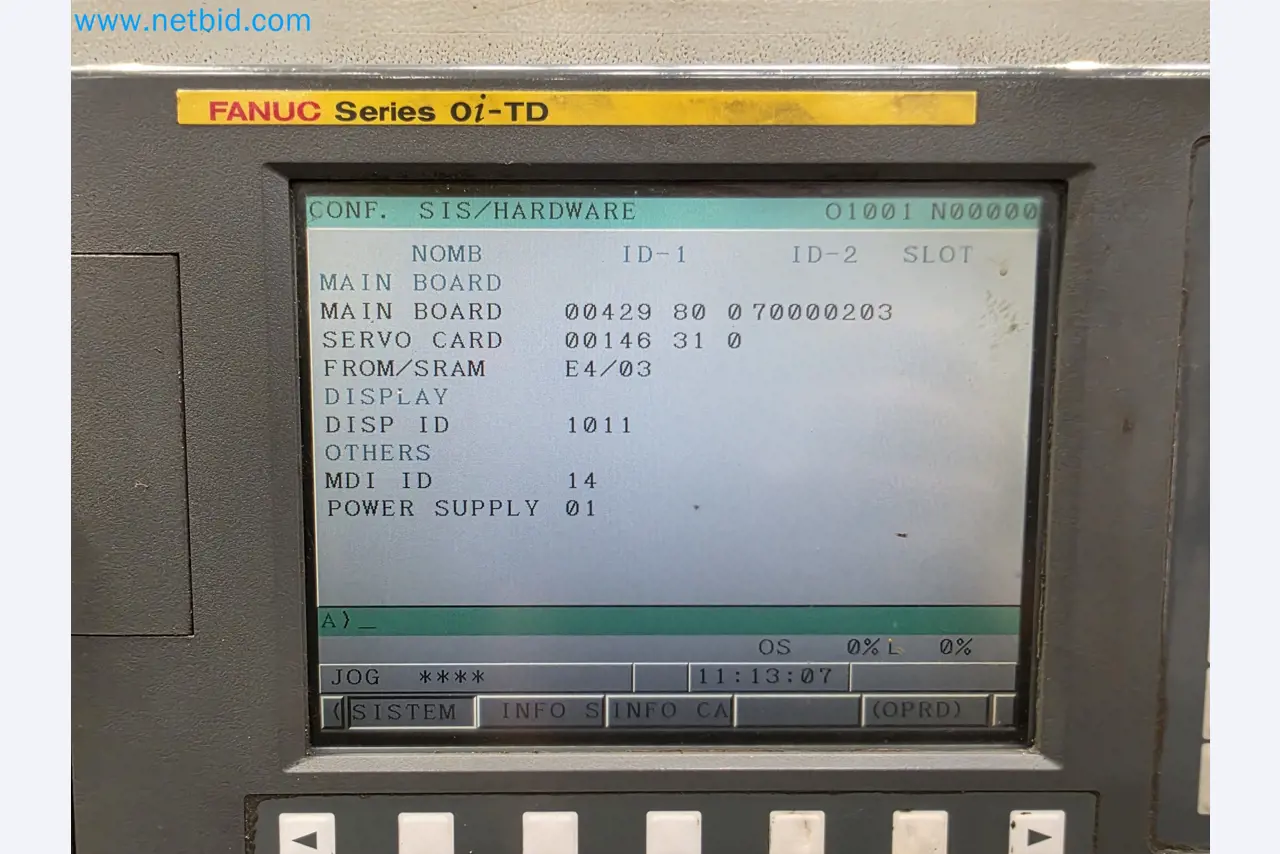 www.netbid.com
FANUC Series 0i-TD
CONF. SIS/HARDWARE O1001 N00000
NOMB ID-1 ID-2 SLOT
MAIN BOARD
MAIN BOARD 00429 80 0 70000203
SERVO CARD 00146 31 0
FROM/SRAM E4/03
DISPLAY
DISP ID 1011
OTHERS
MDI ID 14
POWER SUPPLY 01
A)_
OS 0% L 0%
JOG **** 11:13:07
( SISTEM INFO S INFO CA (OPRD)